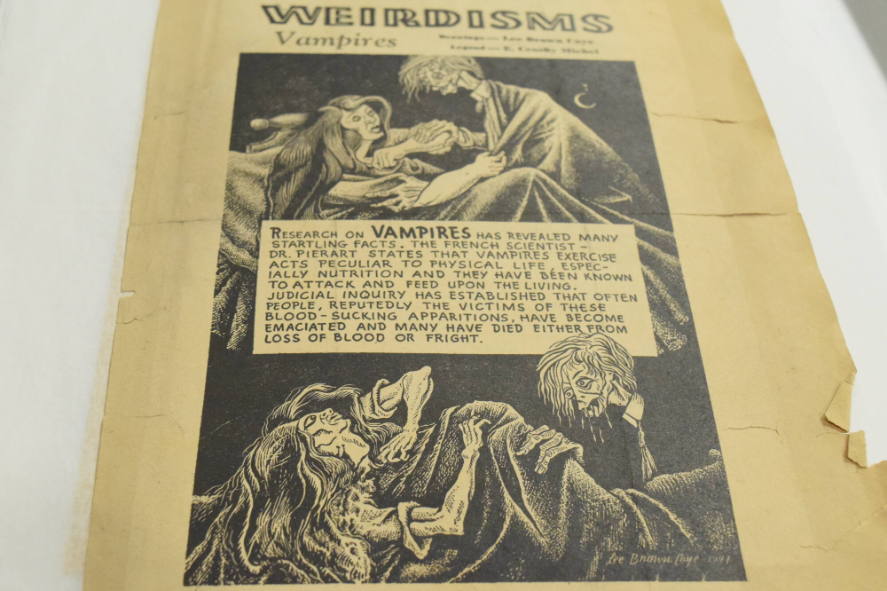 WEIRDISMS
Vampires
Drawings — Lee Brown Coye
Legend — E. Crosby Michel
RESEARCH ON VAMPIRES HAS REVEALED MANY
STARTLING FACTS. THE FRENCH SCIENTIST –
DR. PIERART STATES THAT VAMPIRES EXERCISE
ACTS PECULIAR TO PHYSICAL LIFE, ESPEC-
IALLY NUTRITION AND THEY HAVE BEEN KNOWN
TO ATTACK AND FEED UPON THE LIVING.
JUDICIAL INQUIRY HAS ESTABLISHED THAT OFTEN
PEOPLE, REPUTEDLY THE VICTIMS OF THESE
BLOOD-SUCKING APPARITIONS, HAVE BECOME
EMACIATED AND MANY HAVE DIED EITHER FROM
LOSS OF BLOOD OR FRIGHT.
Lee Brown Coye